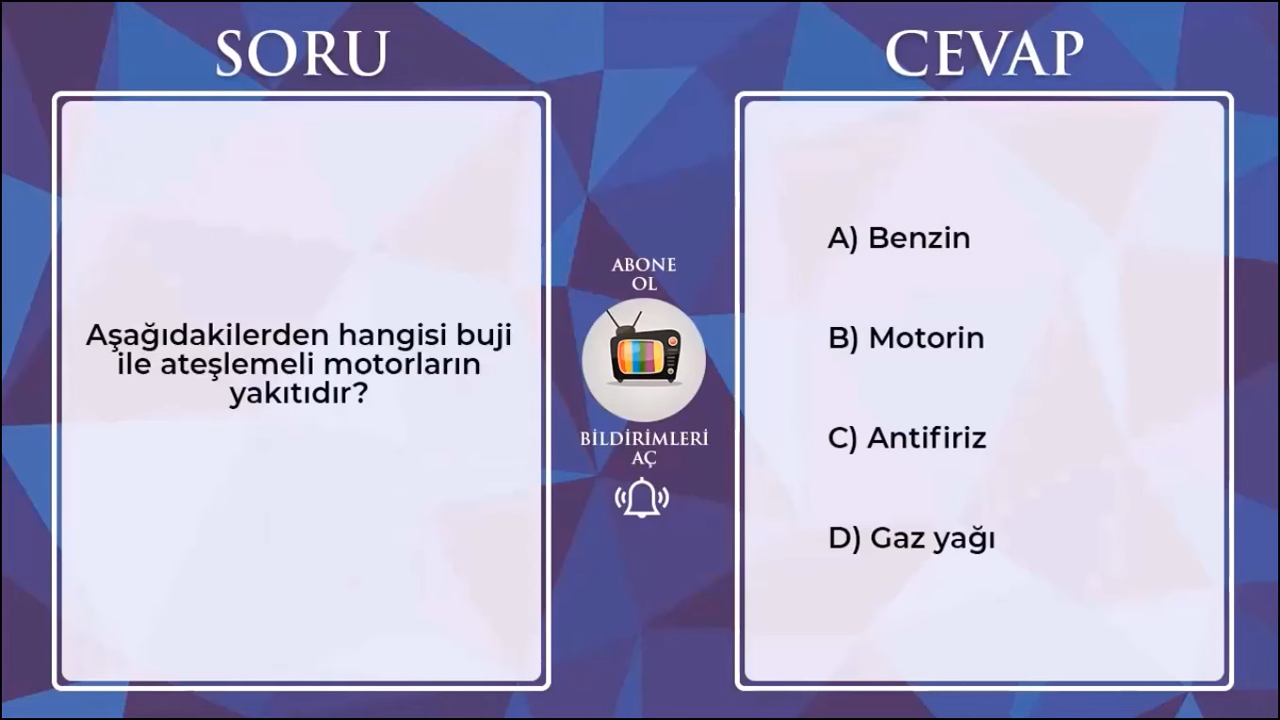 SORU
Aşağıdakilerden hangisi buji
ile ateşlemeli motorların
yakıtıdır?
ABONE
OL
BİLDİRİMLERİ
AÇ
CEVAP
A) Benzin
B) Motorin
C) Antifiriz
D) Gaz yağı